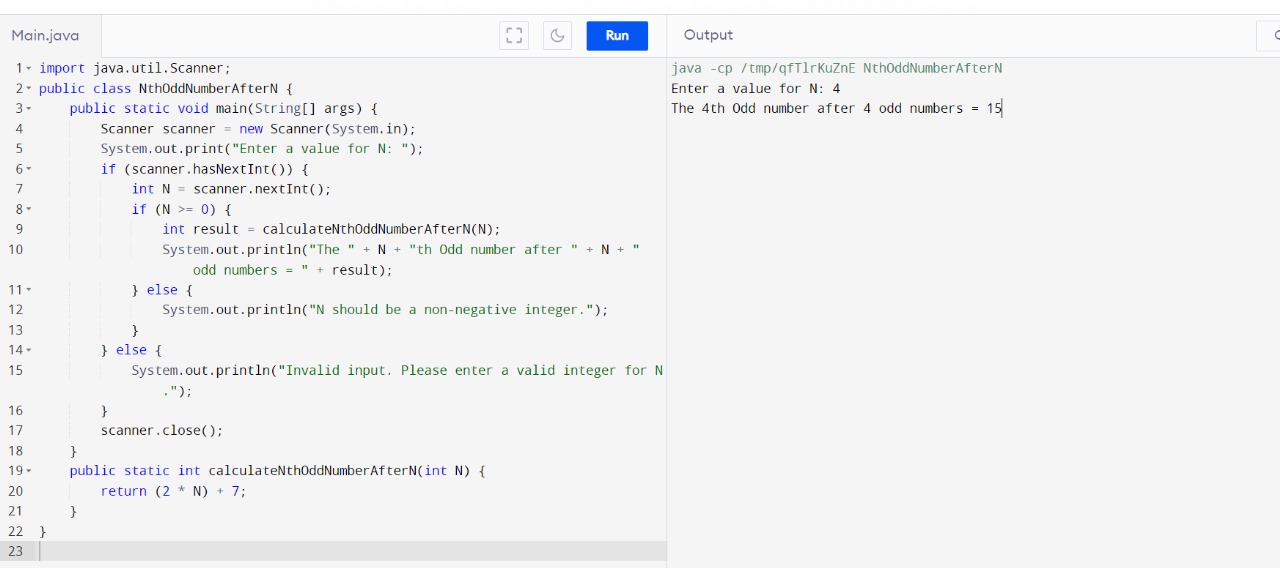 Main.java
Run
Output
1 import java.util.Scanner;
2 public class NthOddNumberAfterN {
3 public static void main(String[] args) {
4 Scanner scanner = new Scanner(System.in);
5 System.out.print("Enter a value for N: ");
6 if (scanner.hasNextInt()) {
7 int N = scanner.nextInt();
8 if (N >= 0) {
9 int result = calculateNthOddNumberAfterN(N);
10 System.out.println("The " + N + "th Odd number after " + N + "
odd numbers = " + result);
11 } else {
12 System.out.println("N should be a non-negative integer.");
13 }
14 } else {
15 System.out.println("Invalid input. Please enter a valid integer for N
.");
16 }
17 scanner.close();
18 }
19 public static int calculateNthOddNumberAfterN(int N) {
20 return (2 * N) + 7;
21 }
22 }
23
java -cp /tmp/qfTlrKuZnE NthOddNumberAfterN
Enter a value for N: 4
The 4th Odd number after 4 odd numbers = 15